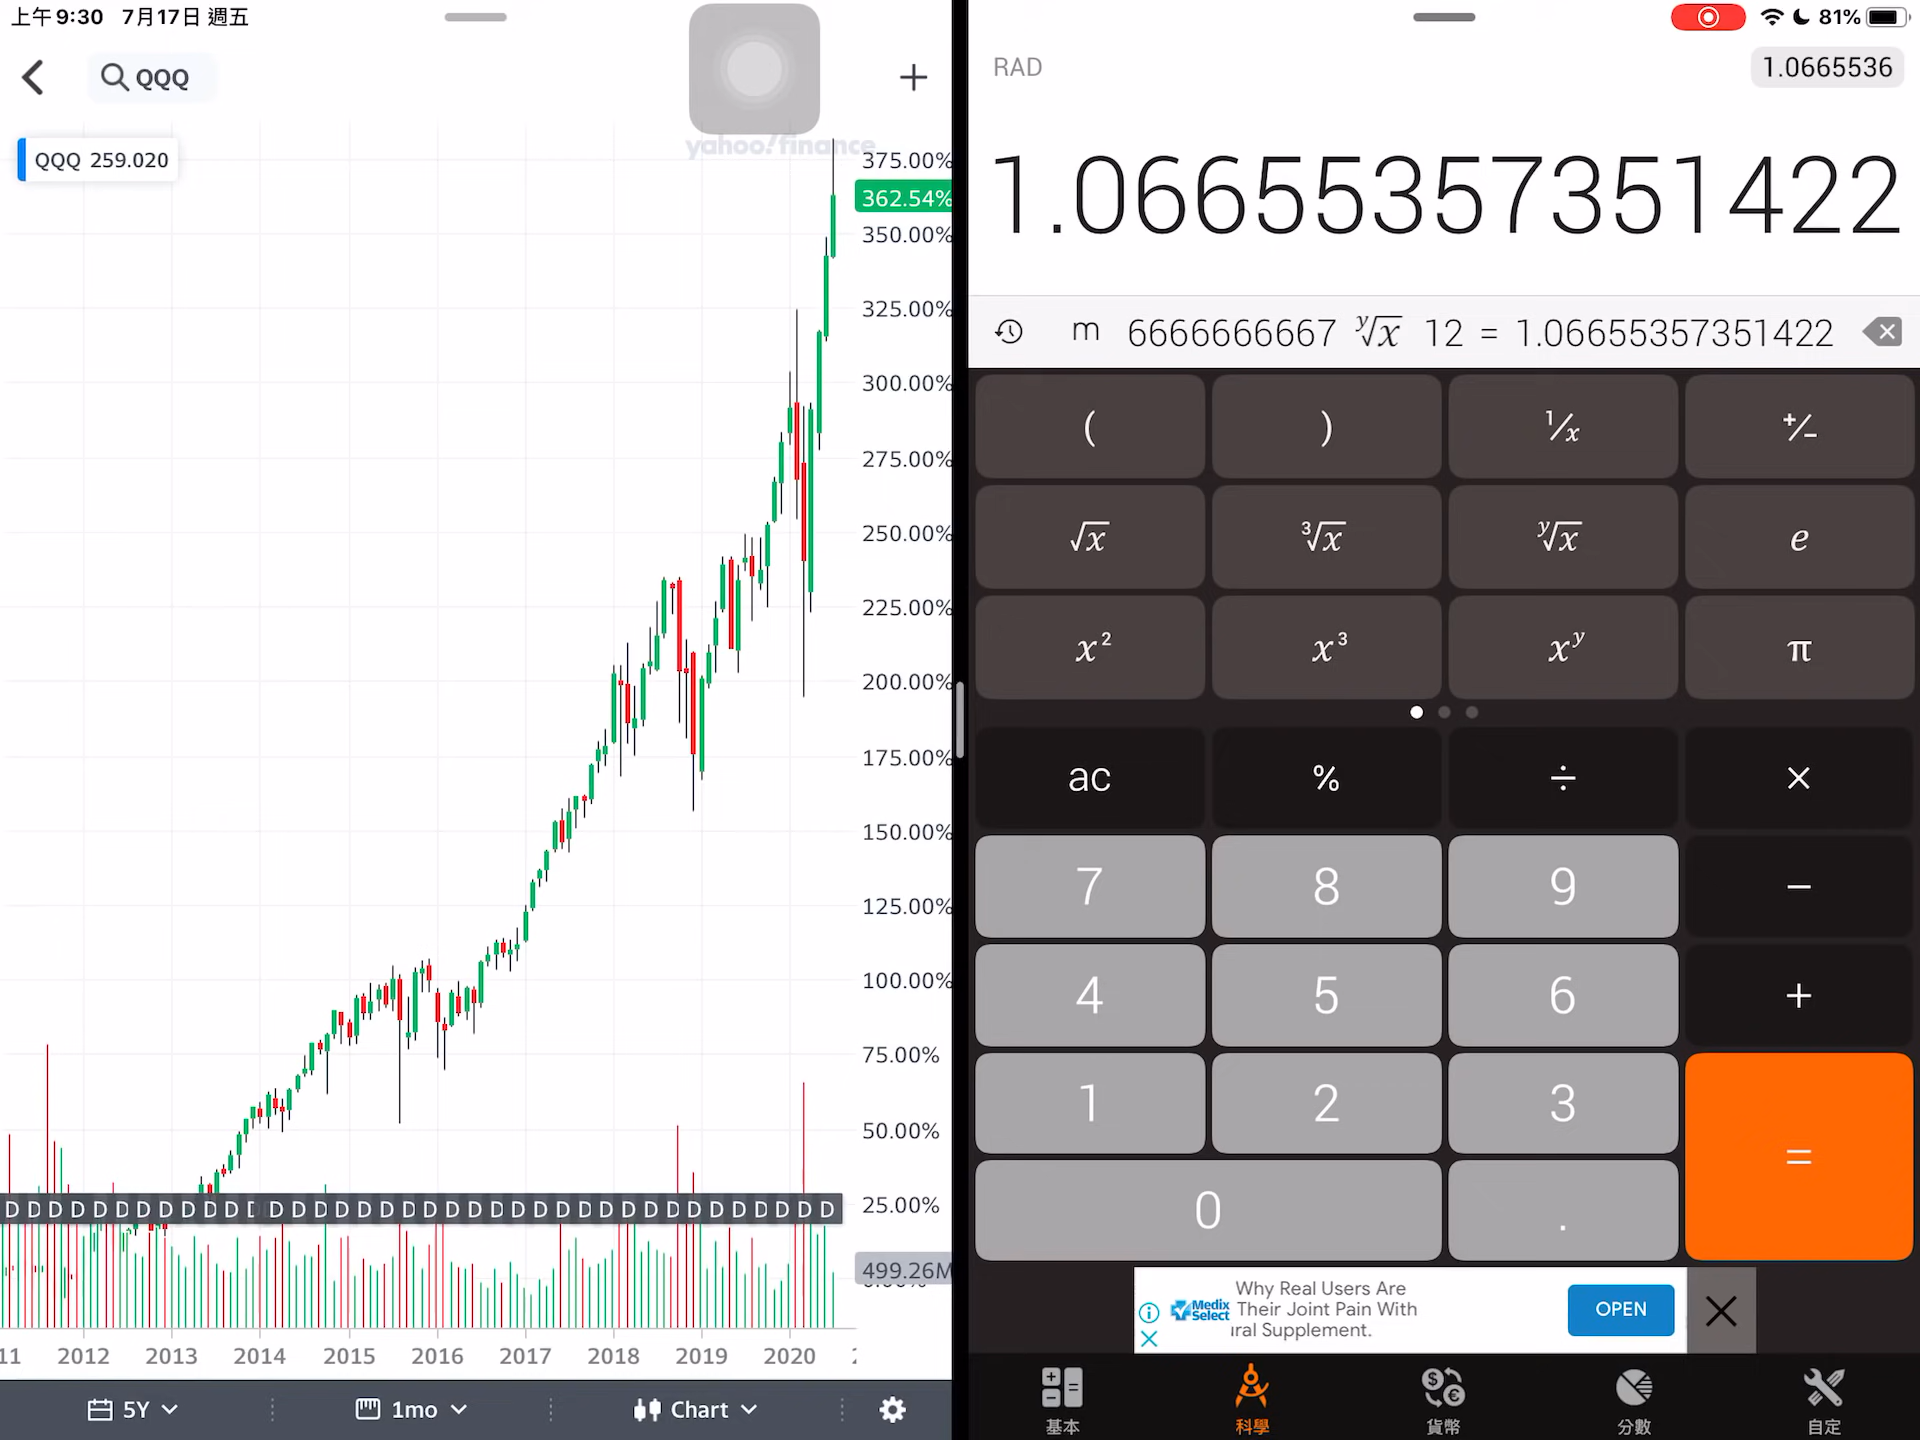 上午9:30 7月17日 週五
QQQ
yahoo!finance
QQQ 259.020
375.00%
362.54%
350.00%
325.00%
300.00%
275.00%
250.00%
225.00%
200.00%
175.00%
150.00%
125.00%
100.00%
75.00%
50.00%
25.00%
D D D D D D D D D D D D D D D D D D D D D D D D D D D D D D D D D D D D D D
499.26M
11 2012 2013 2014 2015 2016 2017 2018 2019 2020
5Y 1mo Chart
81%
RAD 1.0665536
1.06655357351422
m 6666666667 ʸ√x 12 = 1.06655357351422
( ) 1/x +/-
√x ³√x ʸ√x e
x² x³ xʸ π
ac % ÷ ×
7 8 9 −
4 5 6 +
1 2 3 =
0 .
Medix Select
Why Real Users Are
Their Joint Pain With
ıral Supplement.
OPEN
基本 科學 貨幣 分數 自定